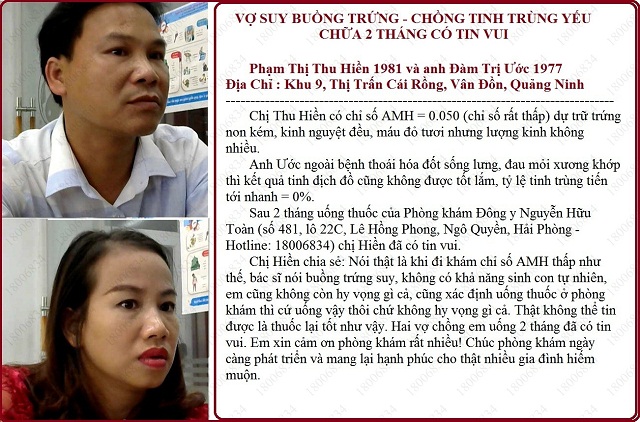 VỢ SUY BUỒNG TRỨNG - CHỒNG TINH TRÙNG YẾU
CHỮA 2 THÁNG CÓ TIN VUI
Phạm Thị Thu Hiền 1981 và anh Đàm Trị Ước 1977
Địa Chỉ : Khu 9, Thị Trấn Cái Rồng, Vân Đồn, Quảng Ninh
Chị Thu Hiền có chỉ số AMH = 0.050 (chỉ số rất thấp) dự trữ trứng
non kém, kinh nguyệt đều, máu đỏ tươi nhưng lượng kinh không
nhiều.
Anh Ước ngoài bệnh thoái hóa đốt sống lưng, đau mỏi xương khớp
thì kết quả tinh dịch đồ cũng không được tốt lắm, tỷ lệ tinh trùng tiến
tới nhanh = 0%.
Sau 2 tháng uống thuốc của Phòng khám Đông y Nguyễn Hữu
Toàn (số 481, lô 22C, Lê Hồng Phong, Ngô Quyền, Hải Phòng -
Hotline: 18006834) chị Hiền đã có tin vui.
Chị Hiền chia sẻ: Nói thật là khi đi khám chỉ số AMH thấp như
thế, bác sĩ nói buồng trứng suy, không có khả năng sinh con tự nhiên,
em cũng không còn hy vọng gì cả, cũng xác định uống thuốc ở phòng
khám thì cứ uống vậy thôi chứ không hy vọng gì cả. Thật không thể tin
được là thuốc lại tốt như vậy. Hai vợ chồng em uống 2 tháng đã có tin
vui. Em xin cảm ơn phòng khám rất nhiều! Chúc phòng khám ngày
càng phát triển và mang lại hạnh phúc cho thật nhiều gia đình hiếm
muộn.